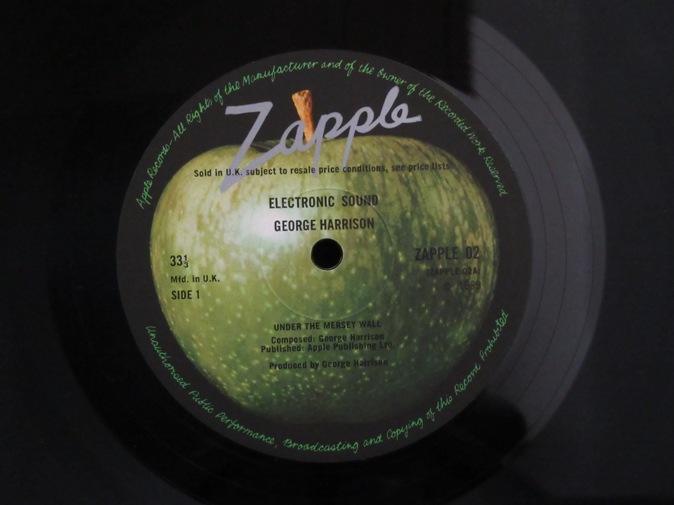 Apple Records-All Rights of the Manufacturer and of the Owner of the Recorded Work Reserved
Zapple
Sold in U.K. subject to resale price conditions, see price lists
ELECTRONIC SOUND
GEORGE HARRISON
33⅓
Mfd. in U.K.
SIDE 1
ZAPPLE 02
(ZAPPLE 02A)
℗ 1969
UNDER THE MERSEY WALL
Composed: George Harrison
Published: Apple Publishing Ltd.
Produced by George Harrison
Unauthorised Public Performance, Broadcasting and Copying of this Record Prohibited